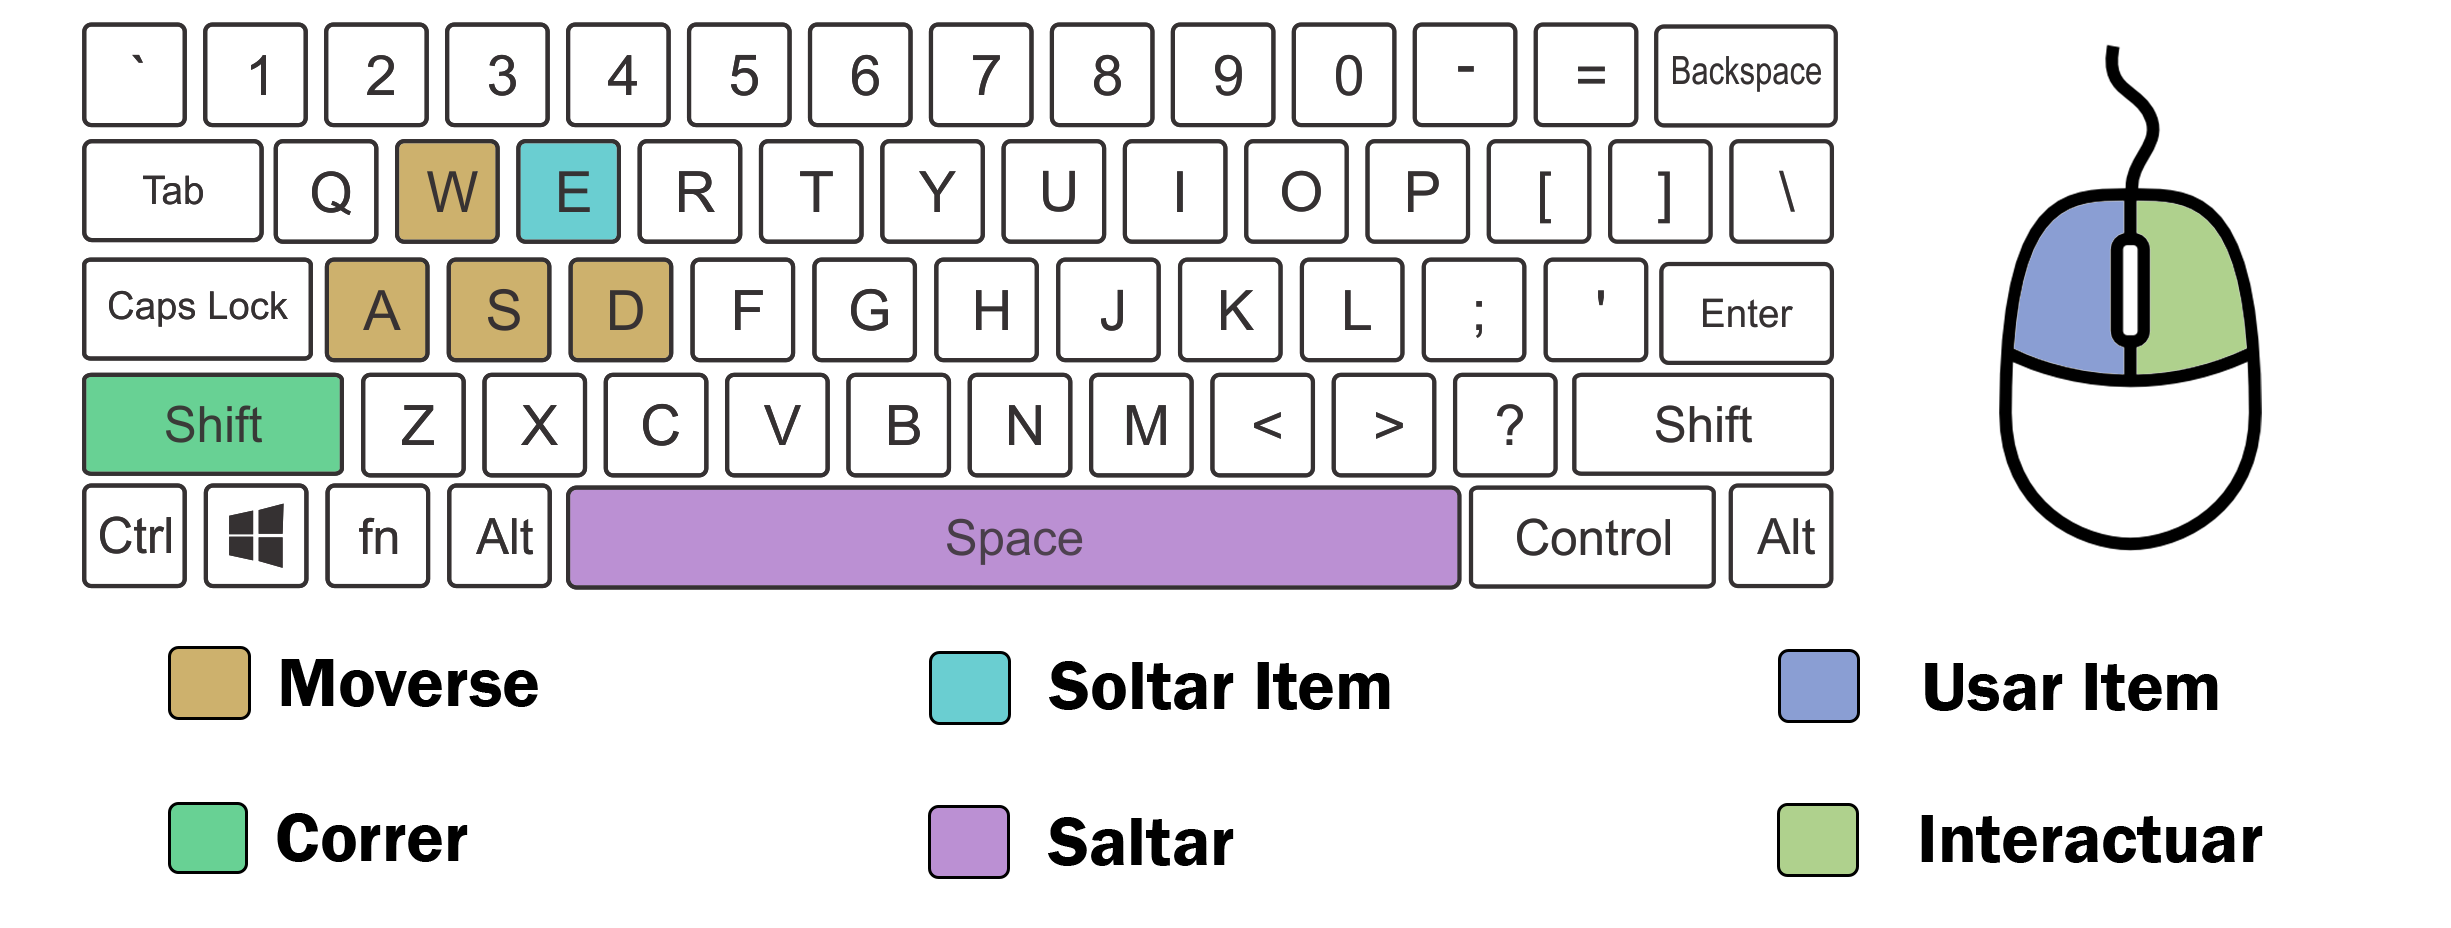 ` 1 2 3 4 5 6 7 8 9 0 - = Backspace
Tab Q W E R T Y U I O P [ ] \
Caps Lock A S D F G H J K L ; ' Enter
Shift Z X C V B N M < > ? Shift
Ctrl fn Alt Space Control Alt
Moverse Soltar Item Usar Item
Correr Saltar Interactuar